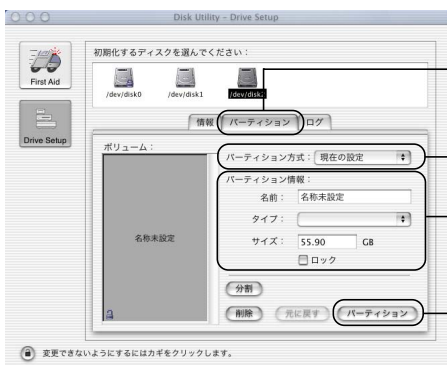 Disk Utility - Drive Setup
First Aid
Drive Setup
初期化するディスクを選んでください：
/dev/disk0
/dev/disk1
/dev/disk2
情報
パーティション
ログ
ボリューム：
名称未設定
パーティション方式：
現在の設定
パーティション情報：
名前：
名称未設定
タイプ：
サイズ：
55.90
GB
ロック
分割
削除
元に戻す
パーティション
変更できないようにするにはカギをクリックします。